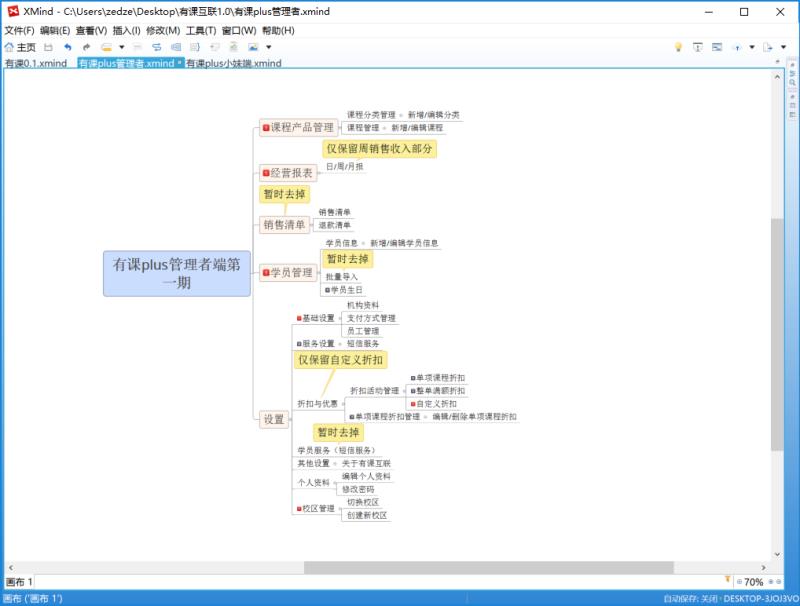 XMind - C:\Users\zedze\Desktop\有课互联1.0\有课plus管理者.xmind
文件(F) 编辑(E) 查看(V) 插入(I) 修改(M) 工具(T) 窗口(W) 帮助(H)
主页
有课0.1.xmind 有课plus管理者.xmind 有课plus小妹端.xmind
有课plus管理者端第
一期
课程产品管理
课程分类管理 新增/编辑分类
课程管理 新增/编辑课程
仅保留周销售收入部分
经营报表
日/周/月报
暂时去掉
销售清单
销售清单
退款清单
学员管理
学员信息 新增/编辑学员信息
暂时去掉
批量导入
学员生日
设置
基础设置
机构资料
支付方式管理
员工管理
服务设置 短信服务
仅保留自定义折扣
折扣与优惠
折扣活动管理
单项课程折扣
整单满额折扣
自定义折扣
单项课程折扣管理 编辑/删除单项课程折扣
暂时去掉
学员服务（短信服务）
其他设置 关于有课互联
个人资料
编辑个人资料
修改密码
校区管理
切换校区
创建新校区
画布 1
70%
画布 ('画布 1')
自动保存: 关闭 DESKTOP-3JOJ3VO